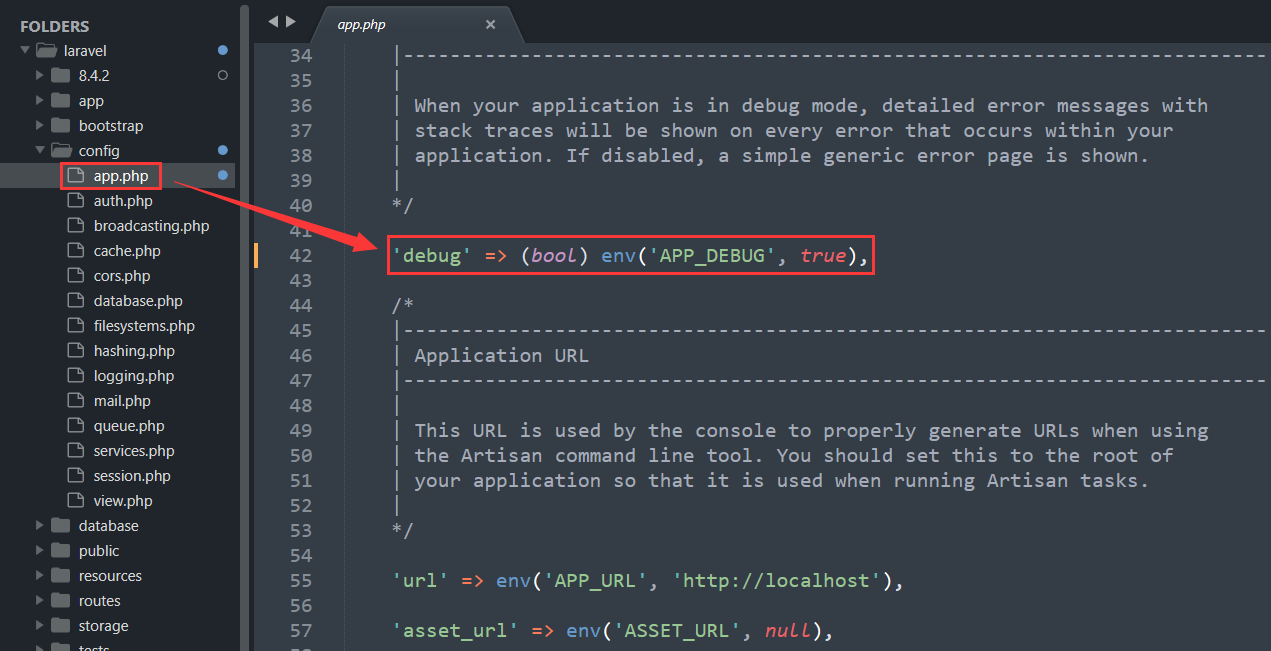 FOLDERS
laravel
8.4.2
app
bootstrap
config
app.php
auth.php
broadcasting.php
cache.php
cors.php
database.php
filesystems.php
hashing.php
logging.php
mail.php
queue.php
services.php
session.php
view.php
database
public
resources
routes
storage
tests
app.php ×
34 |--------------------------------------------------------------------------
35 |
36 | When your application is in debug mode, detailed error messages with
37 | stack traces will be shown on every error that occurs within your
38 | application. If disabled, a simple generic error page is shown.
39 |
40 */
41
42 'debug' => (bool) env('APP_DEBUG', true),
43
44 /*
45 |--------------------------------------------------------------------------
46 | Application URL
47 |--------------------------------------------------------------------------
48 |
49 | This URL is used by the console to properly generate URLs when using
50 | the Artisan command line tool. You should set this to the root of
51 | your application so that it is used when running Artisan tasks.
52 |
53 */
54
55 'url' => env('APP_URL', 'http://localhost'),
56
57 'asset_url' => env('ASSET_URL', null),